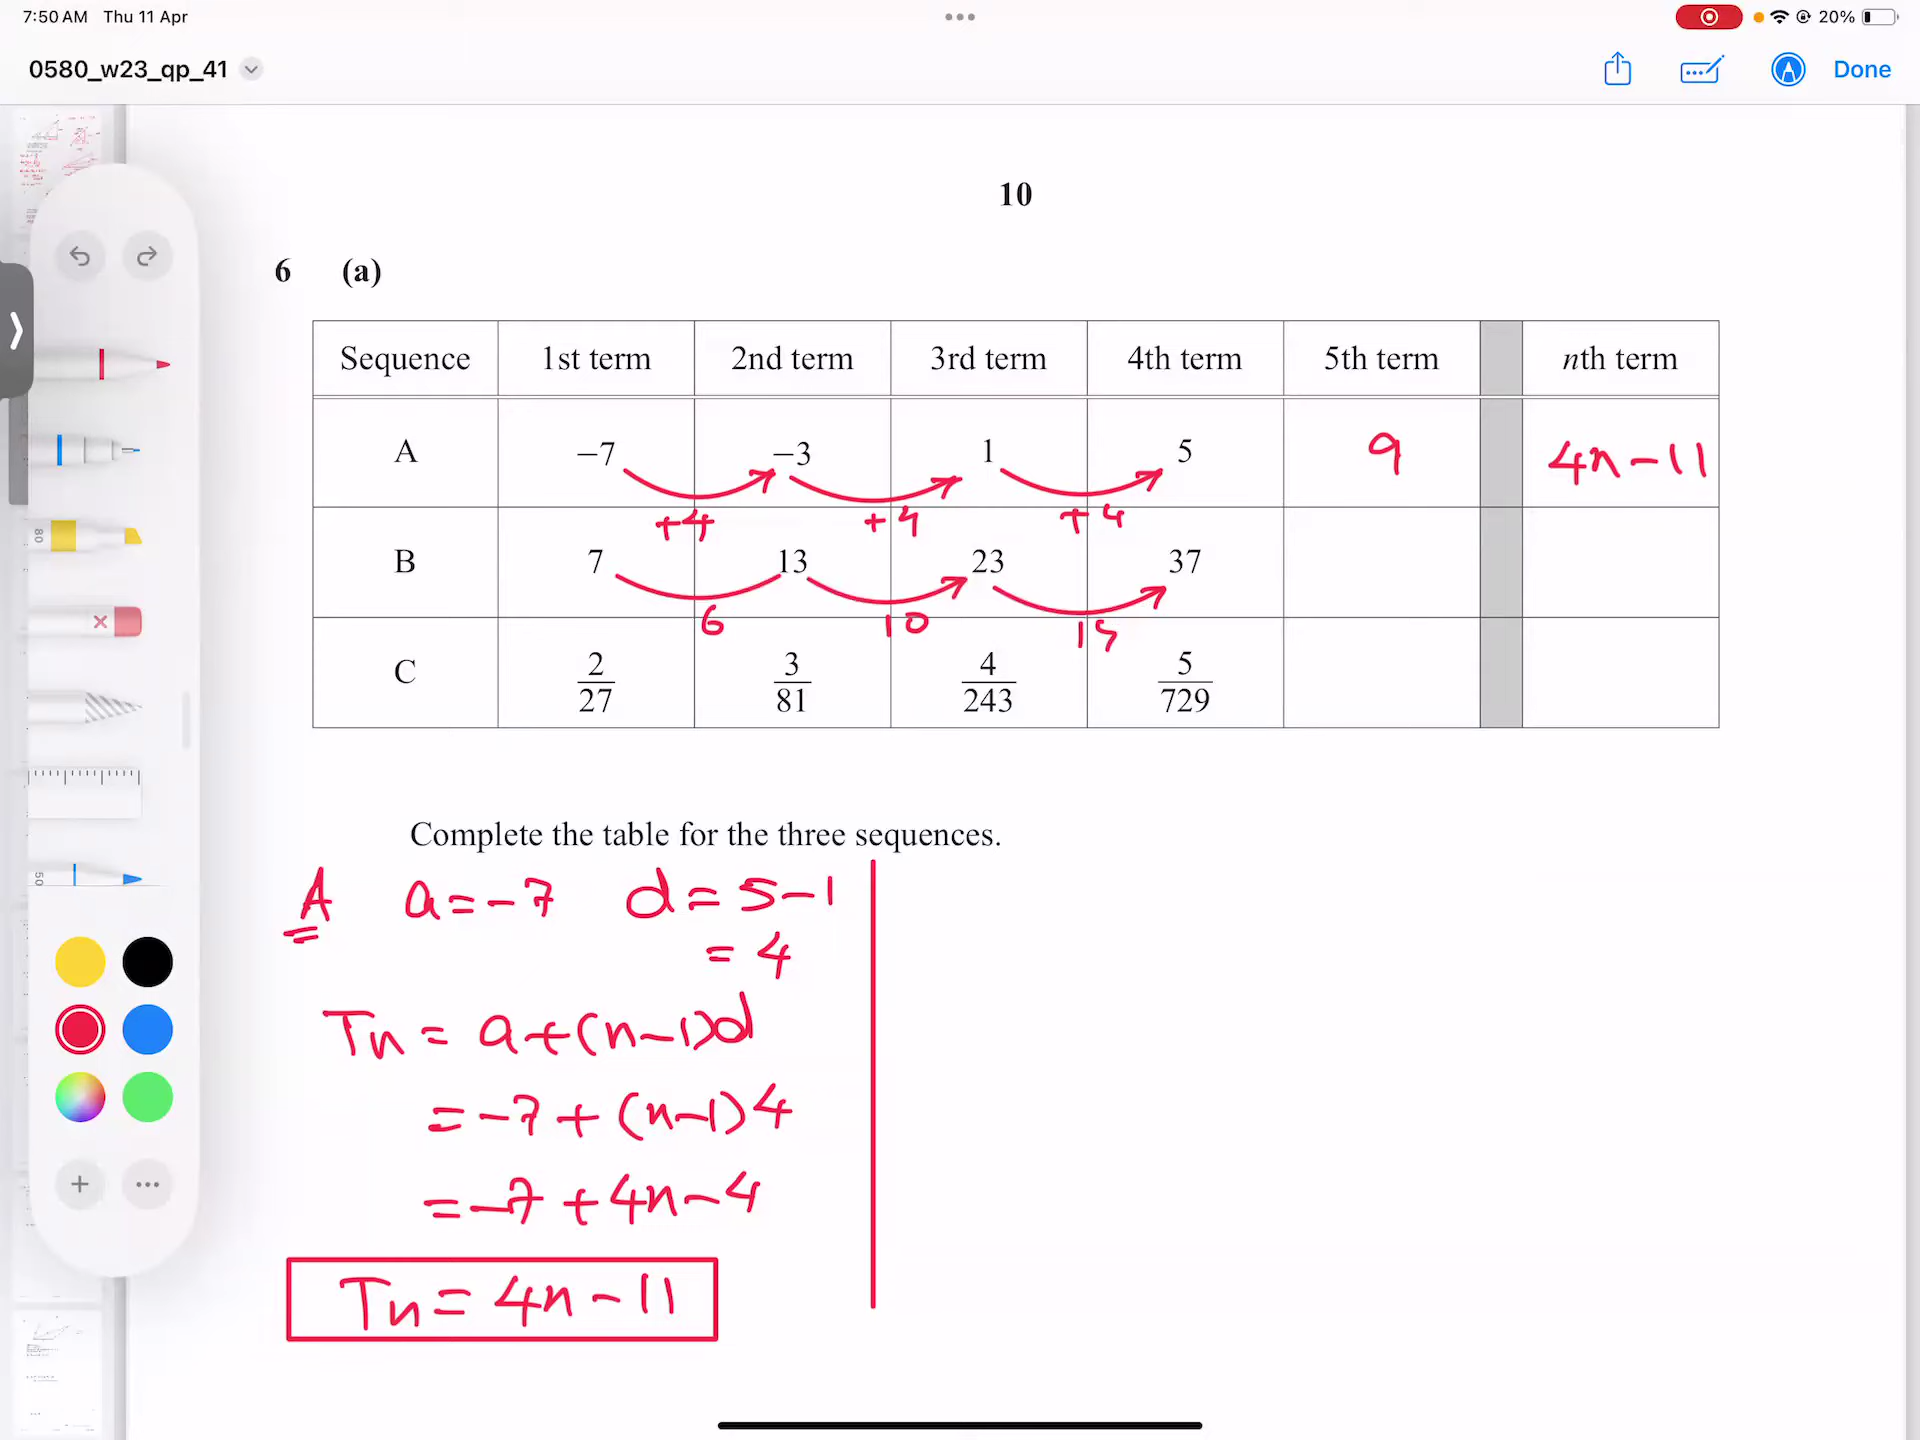 7:50 AM Thu 11 Apr
20%
0580_w23_qp_41
Done
10
6 (a)
Sequence 1st term 2nd term 3rd term 4th term 5th term nth term
A −7 −3 1 5 9 4n−11
+4 +4 +4
B 7 13 23 37
6 10 14
C 2/27 3/81 4/243 5/729
Complete the table for the three sequences.
A a=-7 d=5-1
=4
Tn = a+(n-1)d
=-7+(n-1)4
=-7+4n-4
Tn=4n-11
80
50